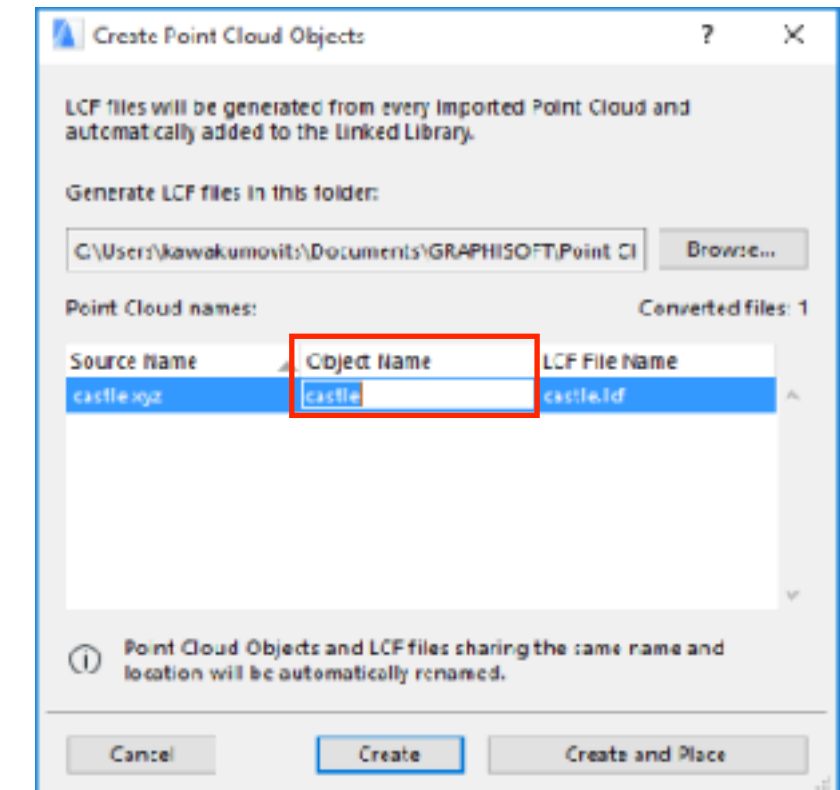 Create Point Cloud Objects ? ×
LCF files will be generated from every imported Point Cloud and
automatically added to the Linked Library.
Generate LCF files in this folder:
C:\Users\kawakumovits\Documents\GRAPHISOFT\Point Cl Browse...
Point Cloud names: Converted files: 1
Source Name Object Name LCF File Name
castle.xyz castle castle.lcf
Point Cloud Objects and LCF files sharing the same name and
location will be automatically renamed.
Cancel Create Create and Place